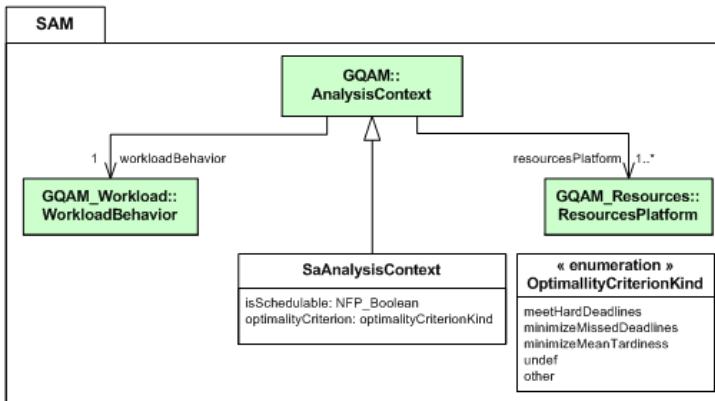 SAM
GQAM::
AnalysisContext
1 workloadBehavior
resourcesPlatform 1..*
GQAM_Workload::
WorkloadBehavior
GQAM_Resources::
ResourcesPlatform
SaAnalysisContext
isSchedulable: NFP_Boolean
optimalityCriterion: optimalityCriterionKind
« enumeration »
OptimallityCriterionKind
meetHardDeadlines
minimizeMissedDeadlines
minimizeMeanTardiness
undef
other